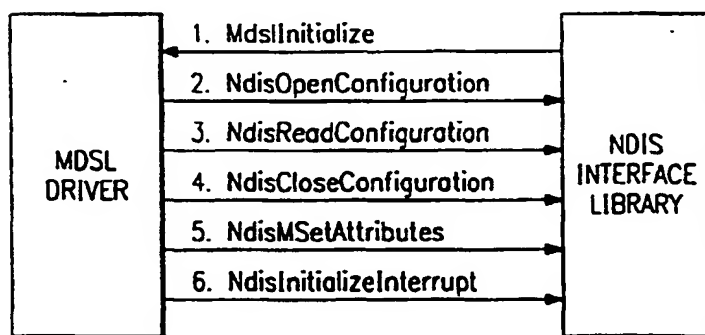 1. MdslInitialize
2. NdisOpenConfiguration
3. NdisReadConfiguration
4. NdisCloseConfiguration
5. NdisMSetAttributes
6. NdisInitializeInterrupt
MDSL
DRIVER
NDIS
INTERFACE
LIBRARY